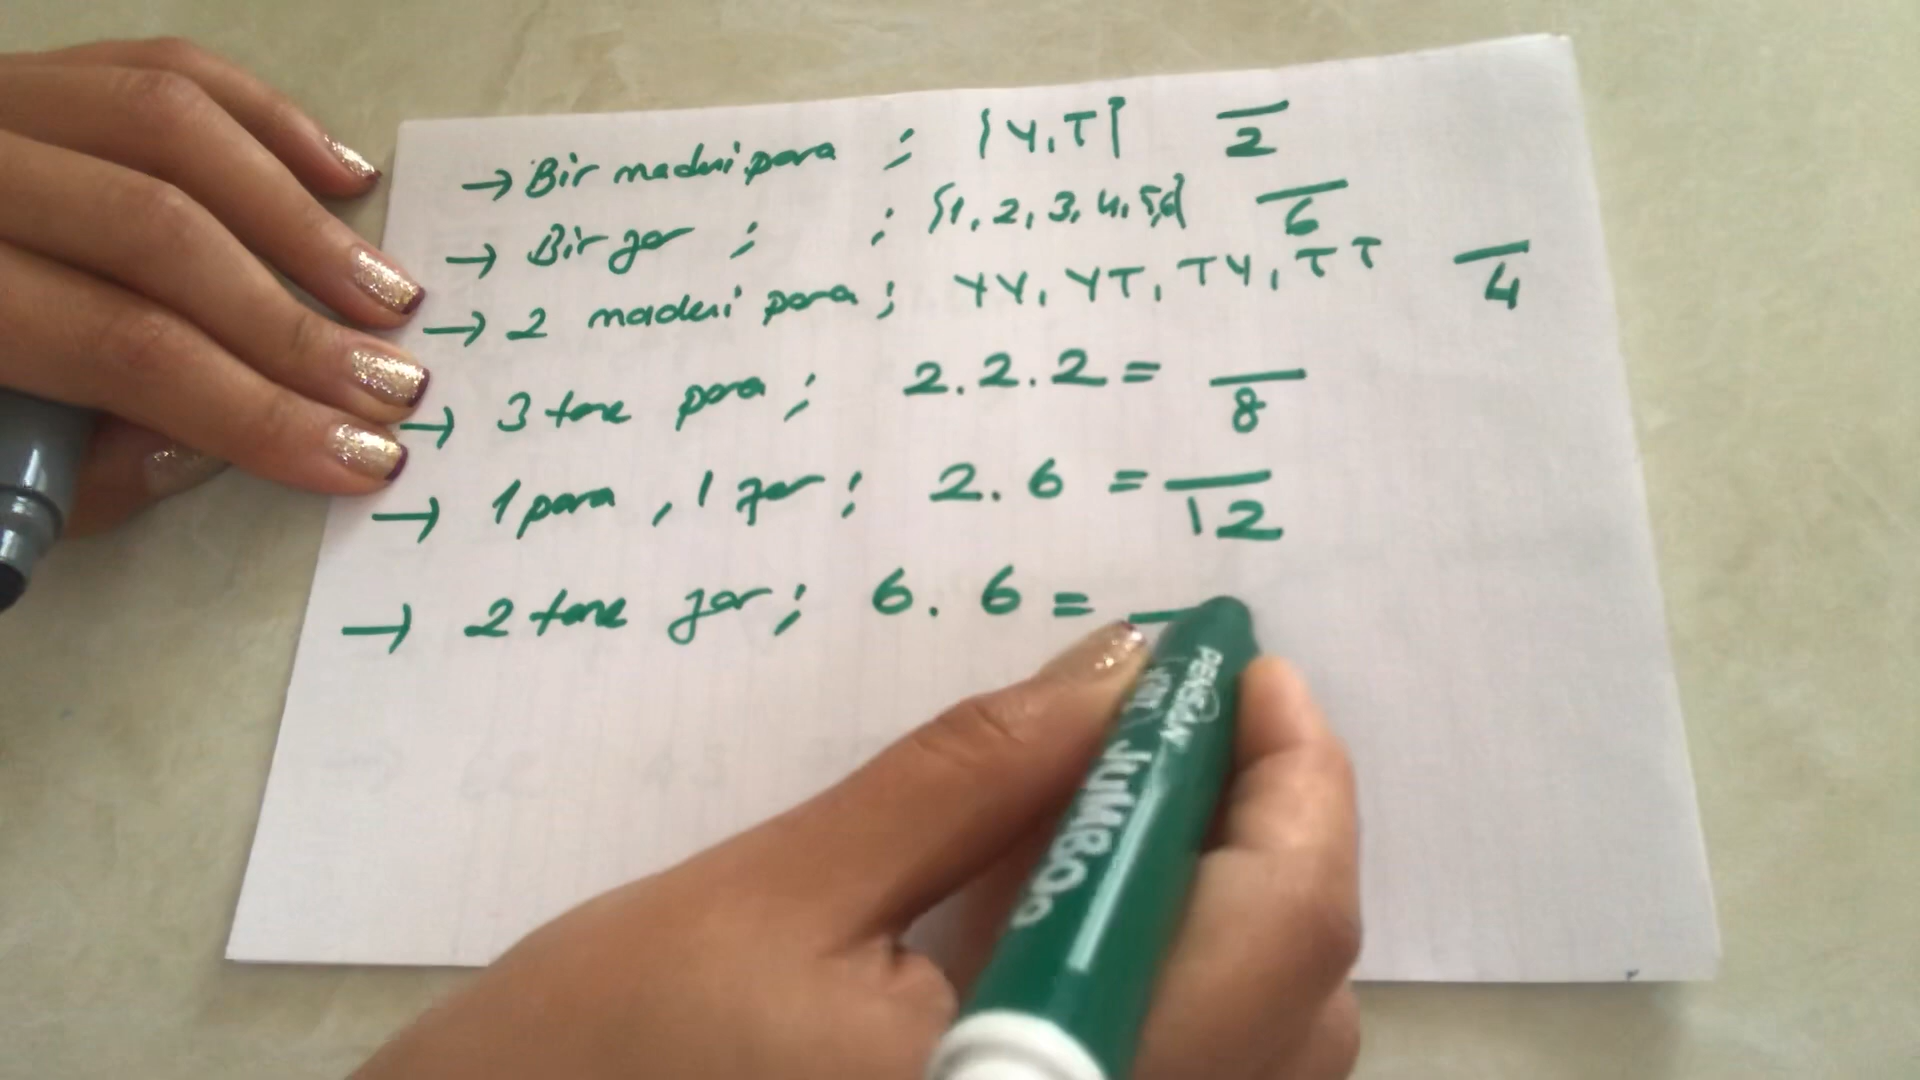 → Bir madeni para : {Y, T} — 2
→ Bir zar ; : {1, 2, 3, 4, 5, 6} — 6
→ 2 madeni para ; YY, YT, TY, TT — 4
→ 3 tane para ; 2.2.2 = — 8
→ 1 para, 1 zar ; 2.6 = — 12
→ 2 tane zar ; 6.6 = —
PENSAN
JUMBO